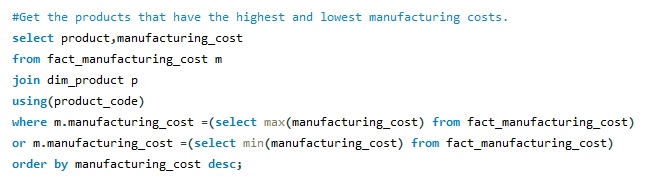 #Get the products that have the highest and lowest manufacturing costs.
select product,manufacturing_cost
from fact_manufacturing_cost m
join dim_product p
using(product_code)
where m.manufacturing_cost =(select max(manufacturing_cost) from fact_manufacturing_cost)
or m.manufacturing_cost =(select min(manufacturing_cost) from fact_manufacturing_cost)
order by manufacturing_cost desc;